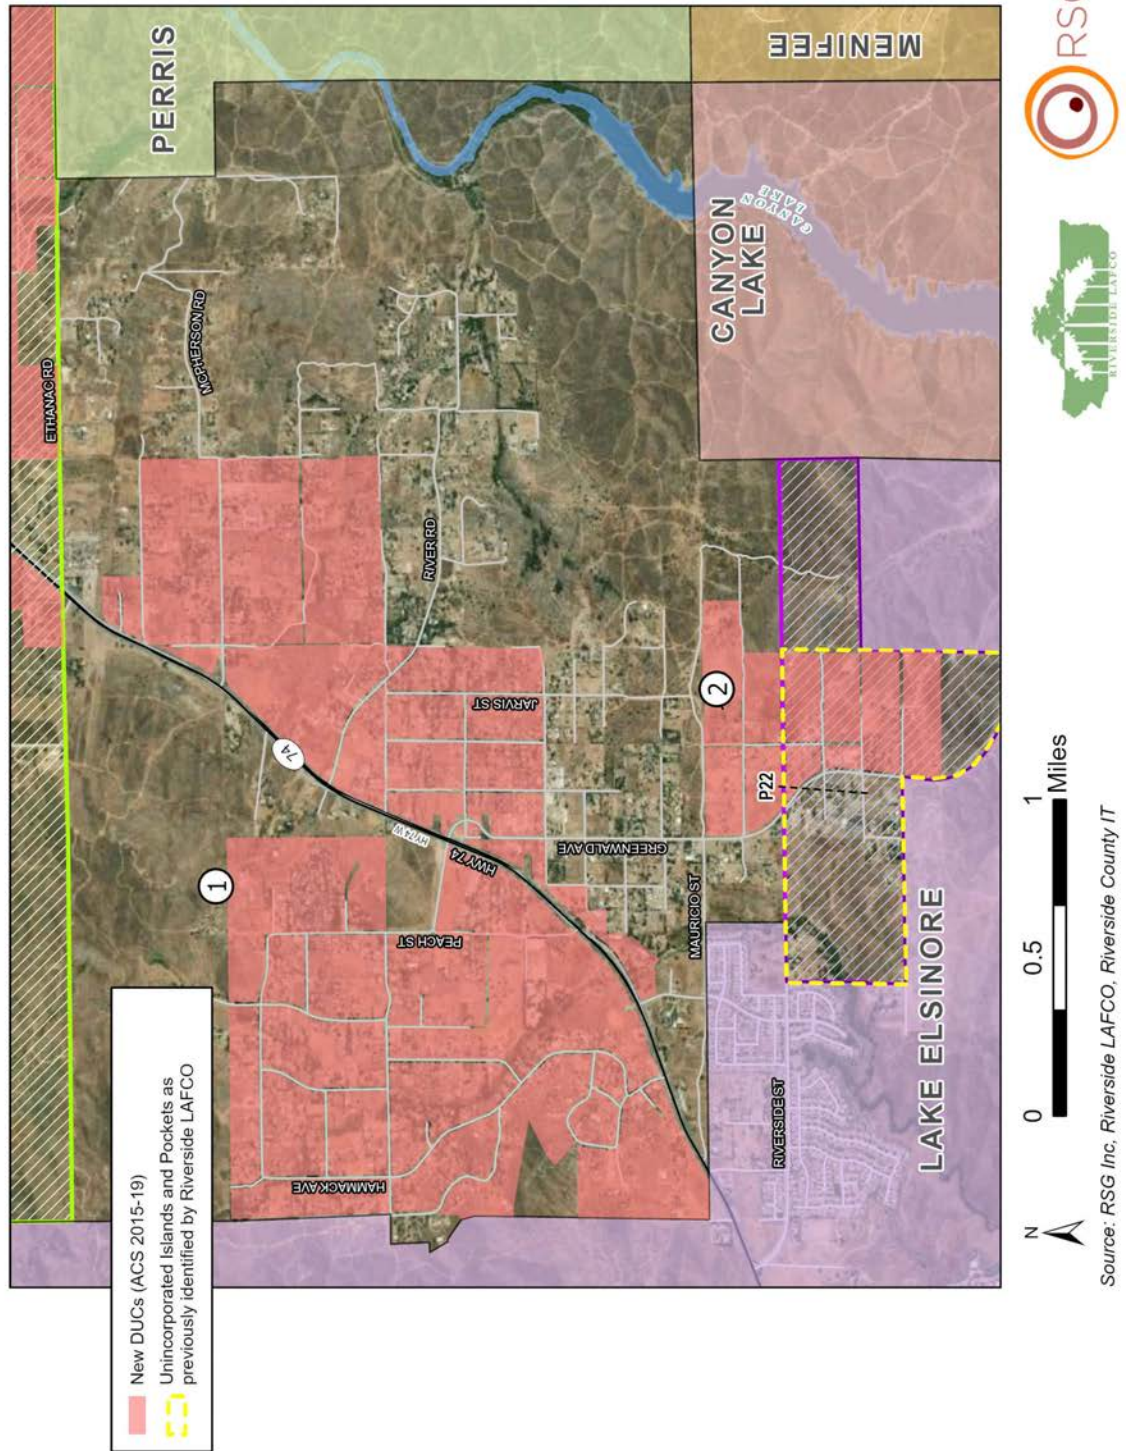 New DUCs (ACS 2015-19)
Unincorporated Islands and Pockets as
previously identified by Riverside LAFCO
PERRIS
MENIFEE
ETHANAC RD
MCPHERSON RD
RIVER RD
74
1
HY74 W
HWY 74
PEACH ST
JARVIS ST
GREENWALD AVE
HAMMACK AVE
CANYON
LAKE
CANYON
LAKE
2
P22
MAURICIO ST
RIVERSIDE ST
LAKE ELSINORE
N
0
0.5
1
Miles
Source: RSG Inc, Riverside LAFCO, Riverside County IT
RIVERSIDE LAFCO